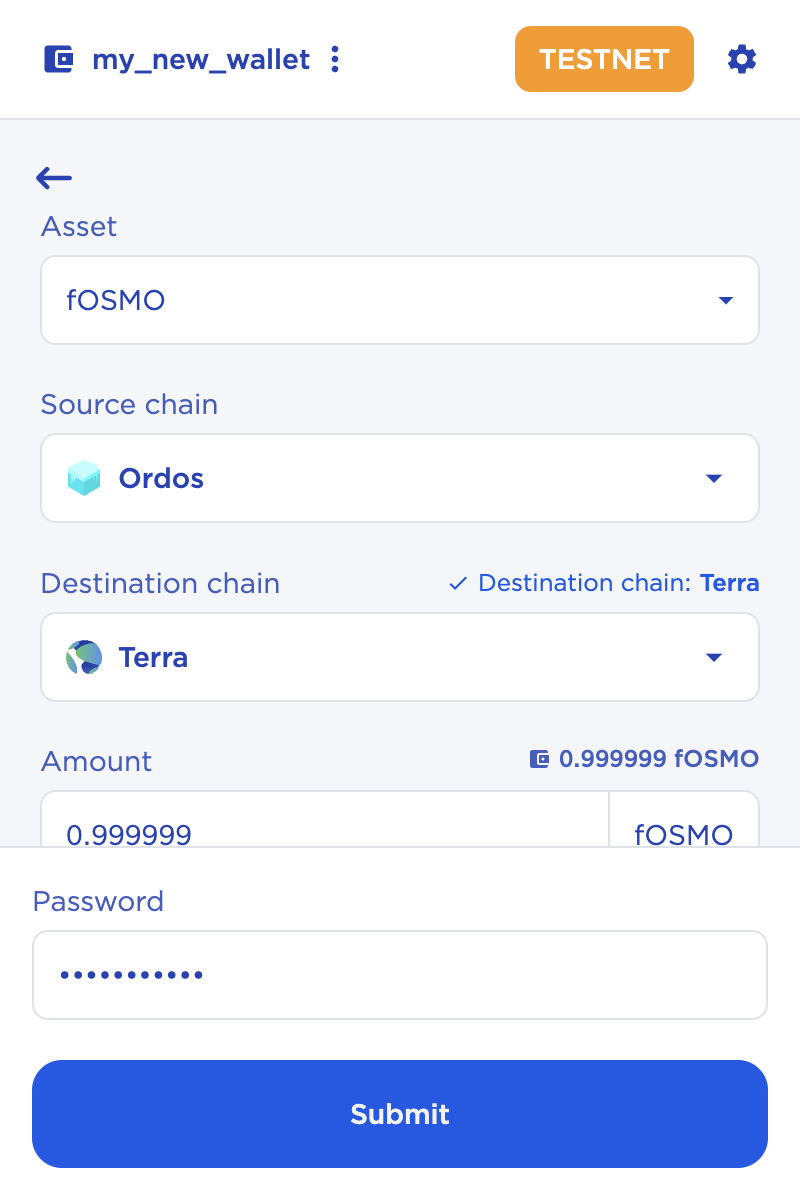 my_new_wallet TESTNET
Asset
fOSMO
Source chain
Ordos
Destination chain Destination chain: Terra
Terra
Amount 0.999999 fOSMO
0.999999 fOSMO
Password
•••••••••••
Submit